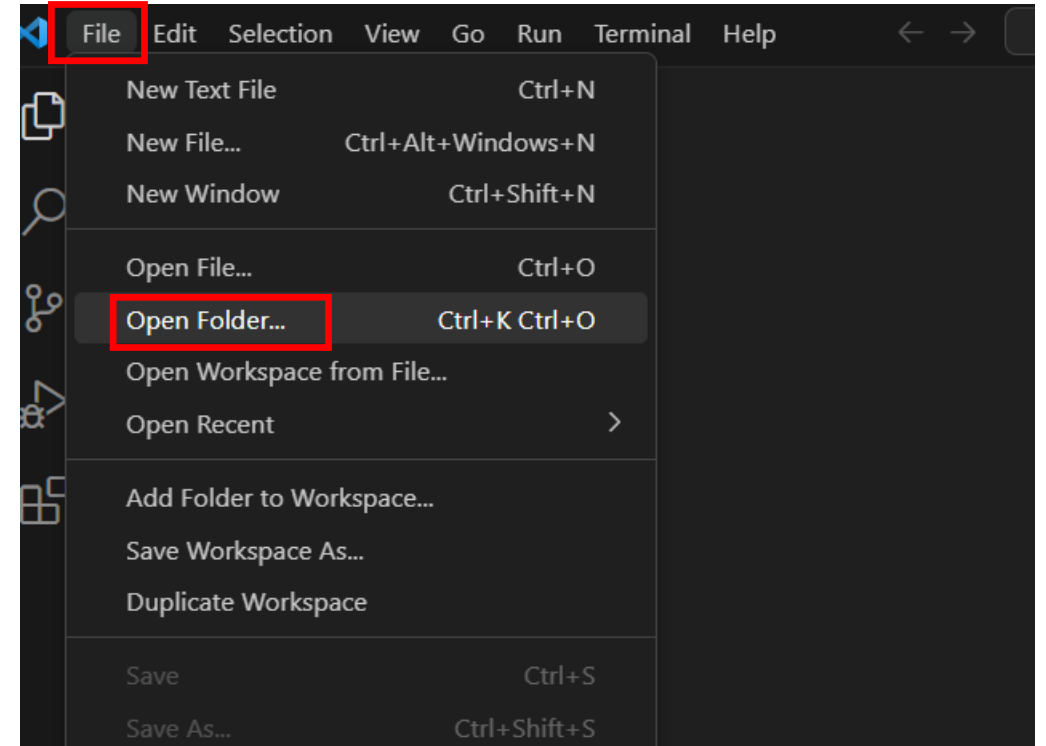 File Edit Selection View Go Run Terminal Help
New Text File Ctrl+N
New File... Ctrl+Alt+Windows+N
New Window Ctrl+Shift+N
Open File... Ctrl+O
Open Folder... Ctrl+K Ctrl+O
Open Workspace from File...
Open Recent
Add Folder to Workspace...
Save Workspace As...
Duplicate Workspace
Save Ctrl+S
Save As... Ctrl+Shift+S